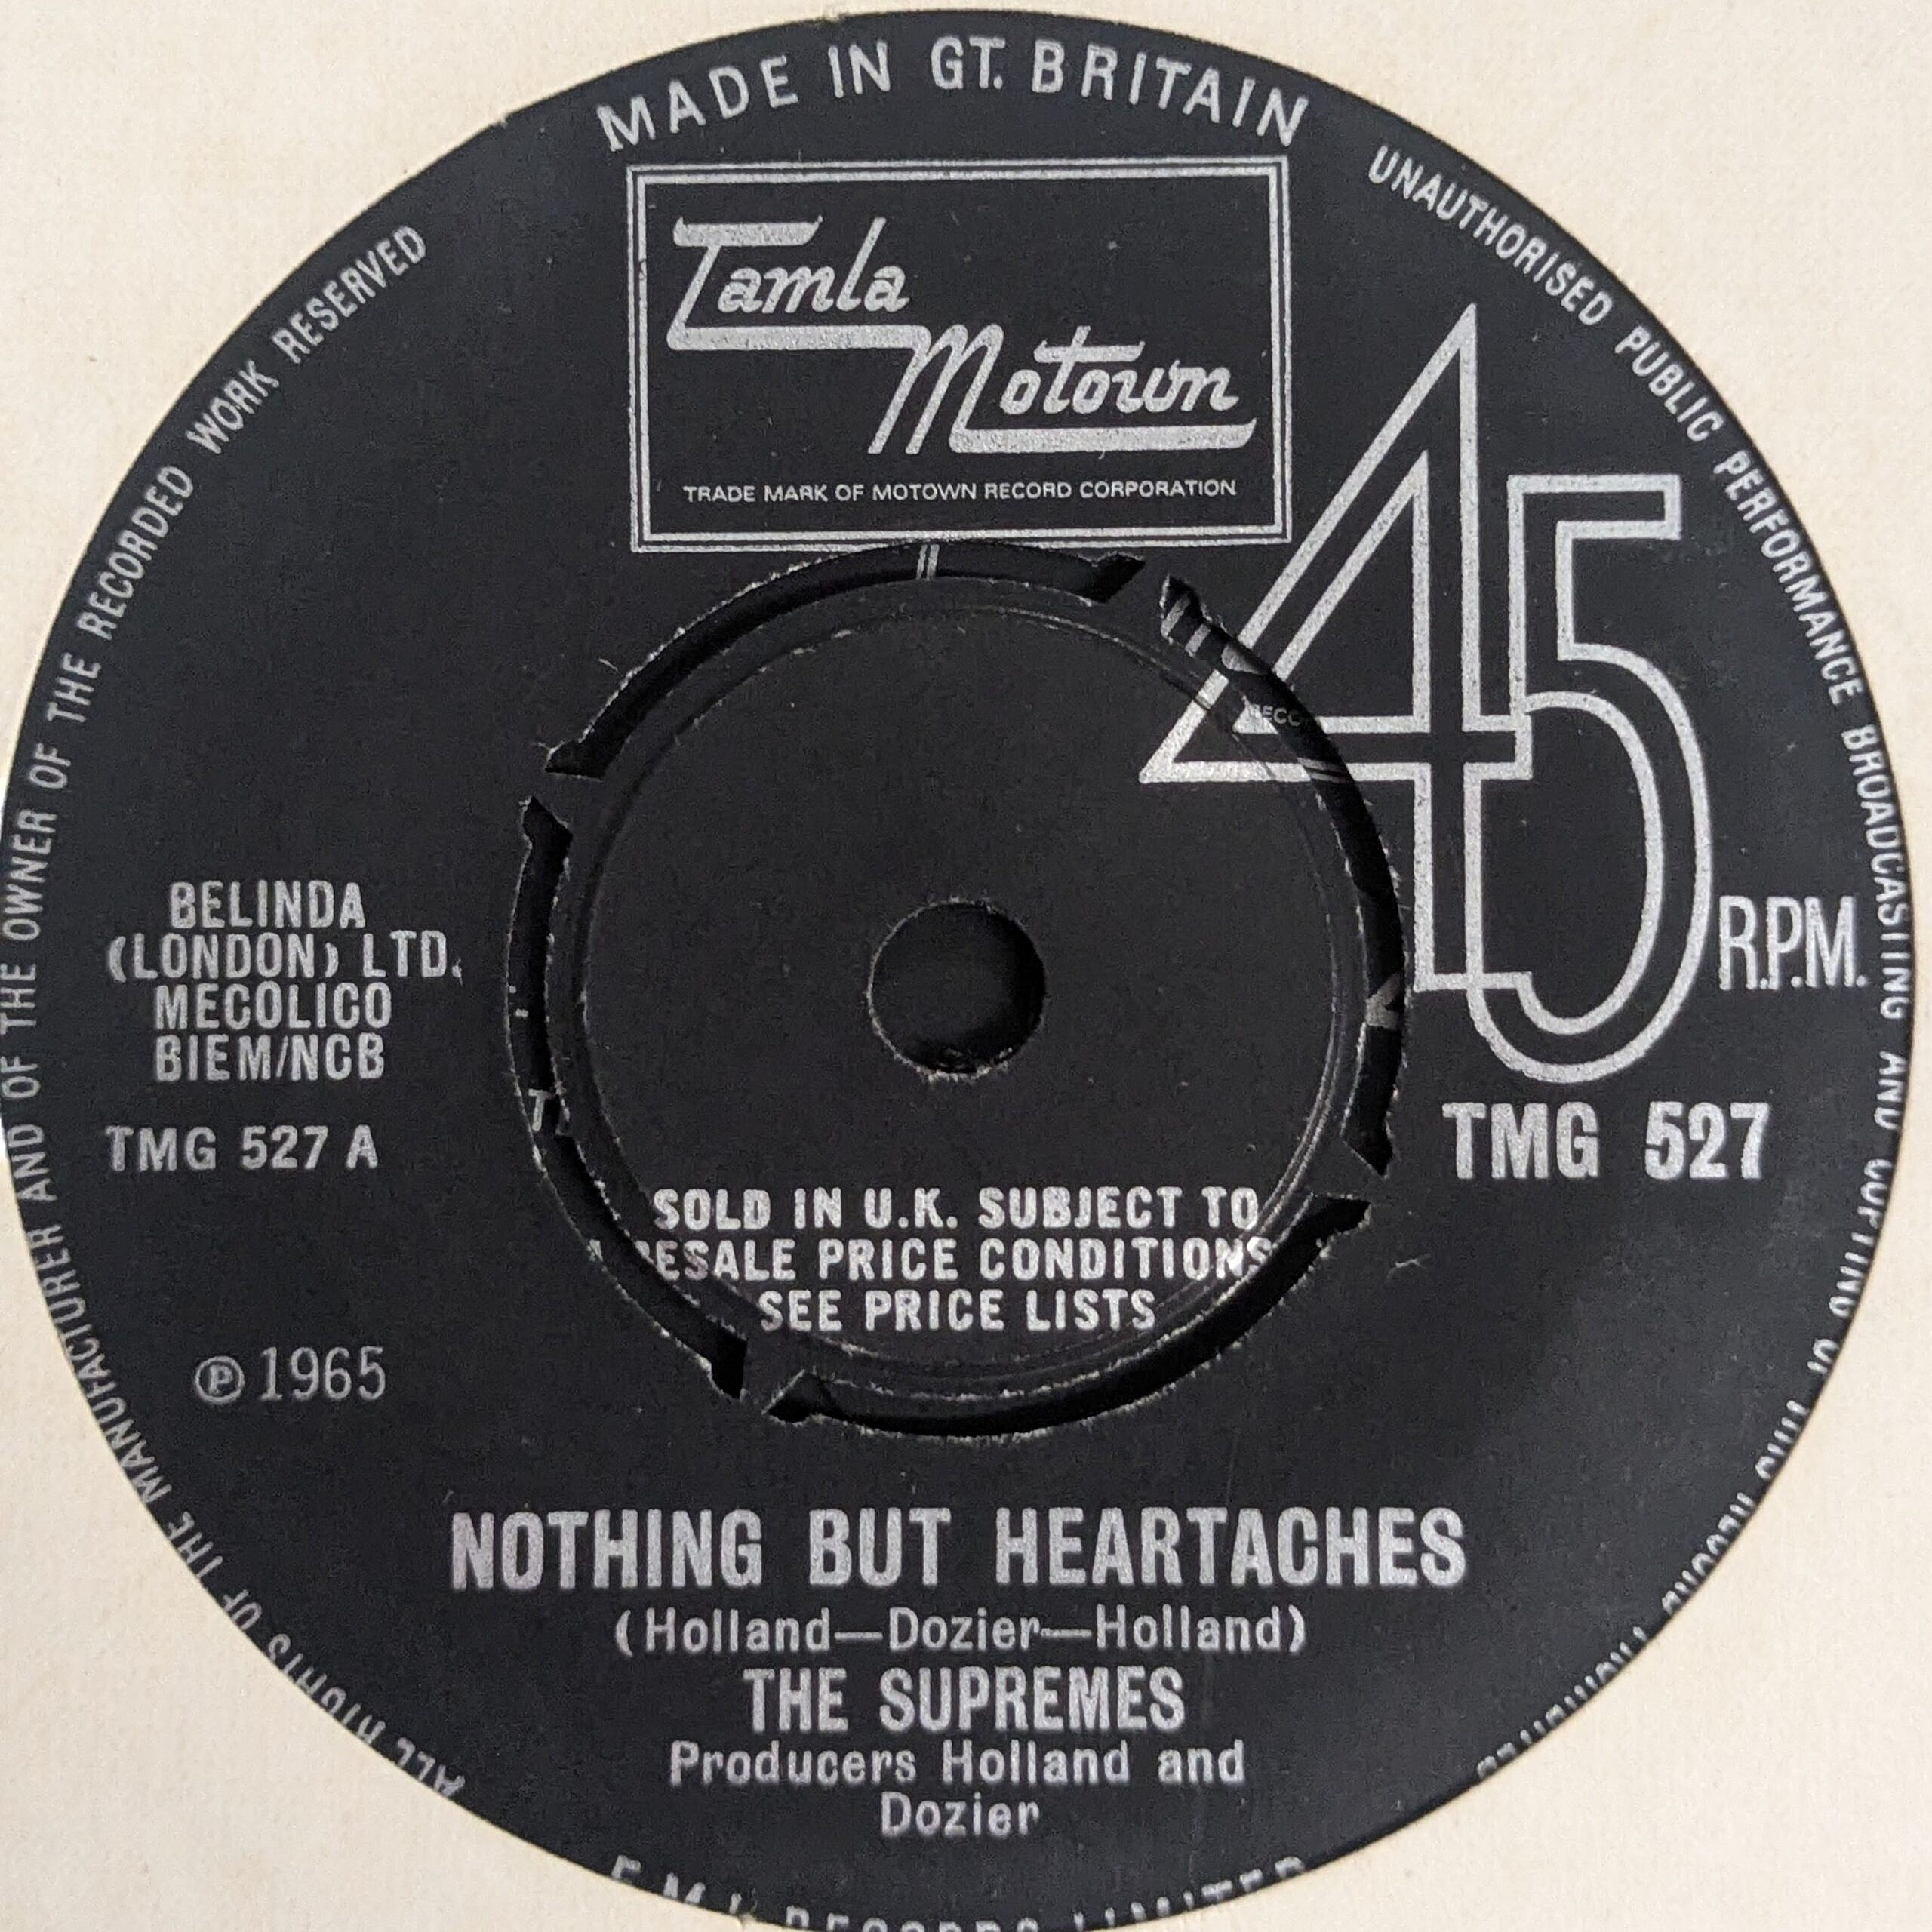 MADE IN GT. BRITAIN
UNAUTHORISED PUBLIC PERFORMANCE BROADCASTING AND COPYING OF THIS RECORD PROHIBITED
ALL RIGHTS OF THE MANUFACTURER AND OF THE OWNER OF THE RECORDED WORK RESERVED
Tamla
Motown
TRADE MARK OF MOTOWN RECORD CORPORATION
45
R.P.M.
BELINDA
(LONDON) LTD.
MECOLICO
BIEM/NCB
TMG 527 A
TMG 527
SOLD IN U.K. SUBJECT TO
RESALE PRICE CONDITIONS
SEE PRICE LISTS
℗ 1965
NOTHING BUT HEARTACHES
(Holland—Dozier—Holland)
THE SUPREMES
Producers Holland and
Dozier
E.M.I. RECORDS LIMITED